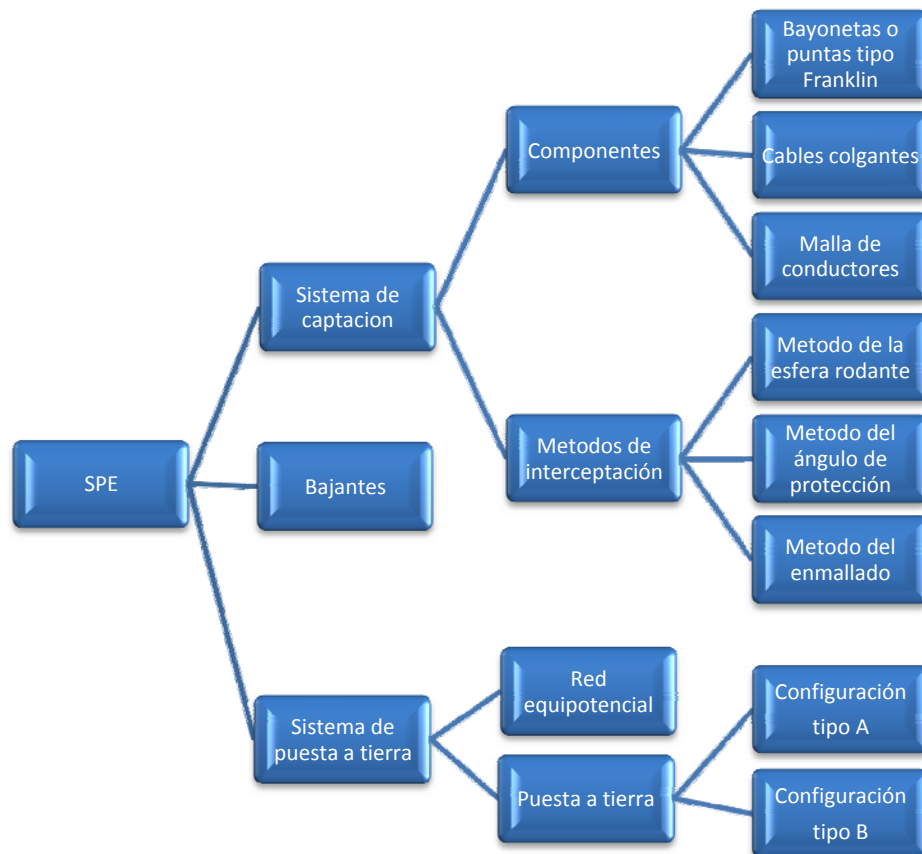 Bayonetas o
puntas tipo
Franklin
Componentes
Cables colgantes
Malla de
conductores
Sistema de
captacion
Metodo de la
esfera rodante
Metodos de
interceptación
Metodo del
ángulo de
protección
Metodo del
enmallado
SPE
Bajantes
Sistema de
puesta a tierra
Red
equipotencial
Puesta a tierra
Configuración
tipo A
Configuración
tipo B